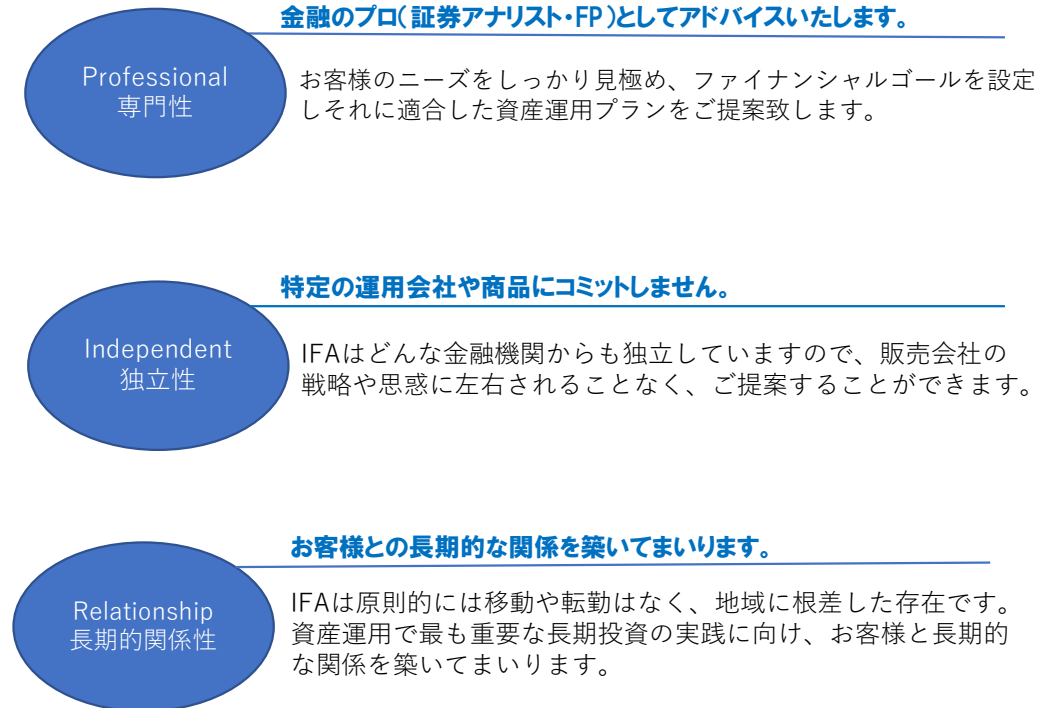 金融のプロ(証券アナリスト・FP)としてアドバイスいたします。
Professional
専門性
お客様のニーズをしっかり見極め、ファイナンシャルゴールを設定
しそれに適合した資産運用プランをご提案致します。
特定の運用会社や商品にコミットしません。
Independent
独立性
IFAはどんな金融機関からも独立していますので、販売会社の
戦略や思惑に左右されることなく、ご提案することができます。
お客様との長期的な関係を築いてまいります。
Relationship
長期的関係性
IFAは原則的には移動や転勤はなく、地域に根差した存在です。
資産運用で最も重要な長期投資の実践に向け、お客様と長期的
な関係を築いてまいります。